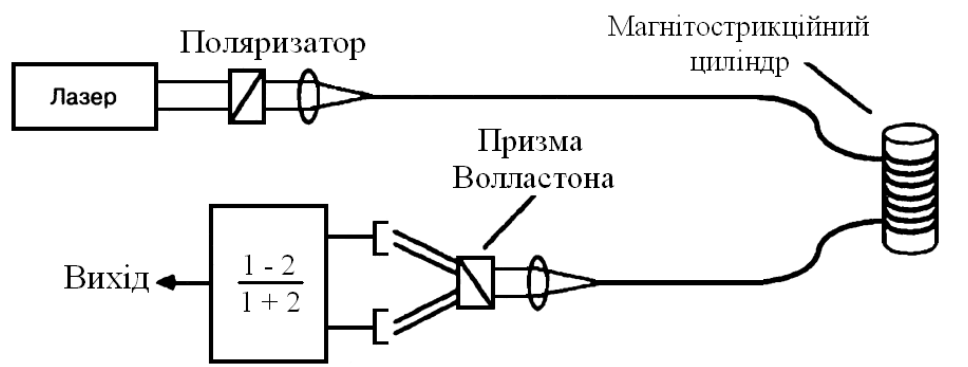 Магнітострикційний
циліндр
Поляризатор
Лазер
Призма
Волластона
Вихід
1 - 2
1 + 2